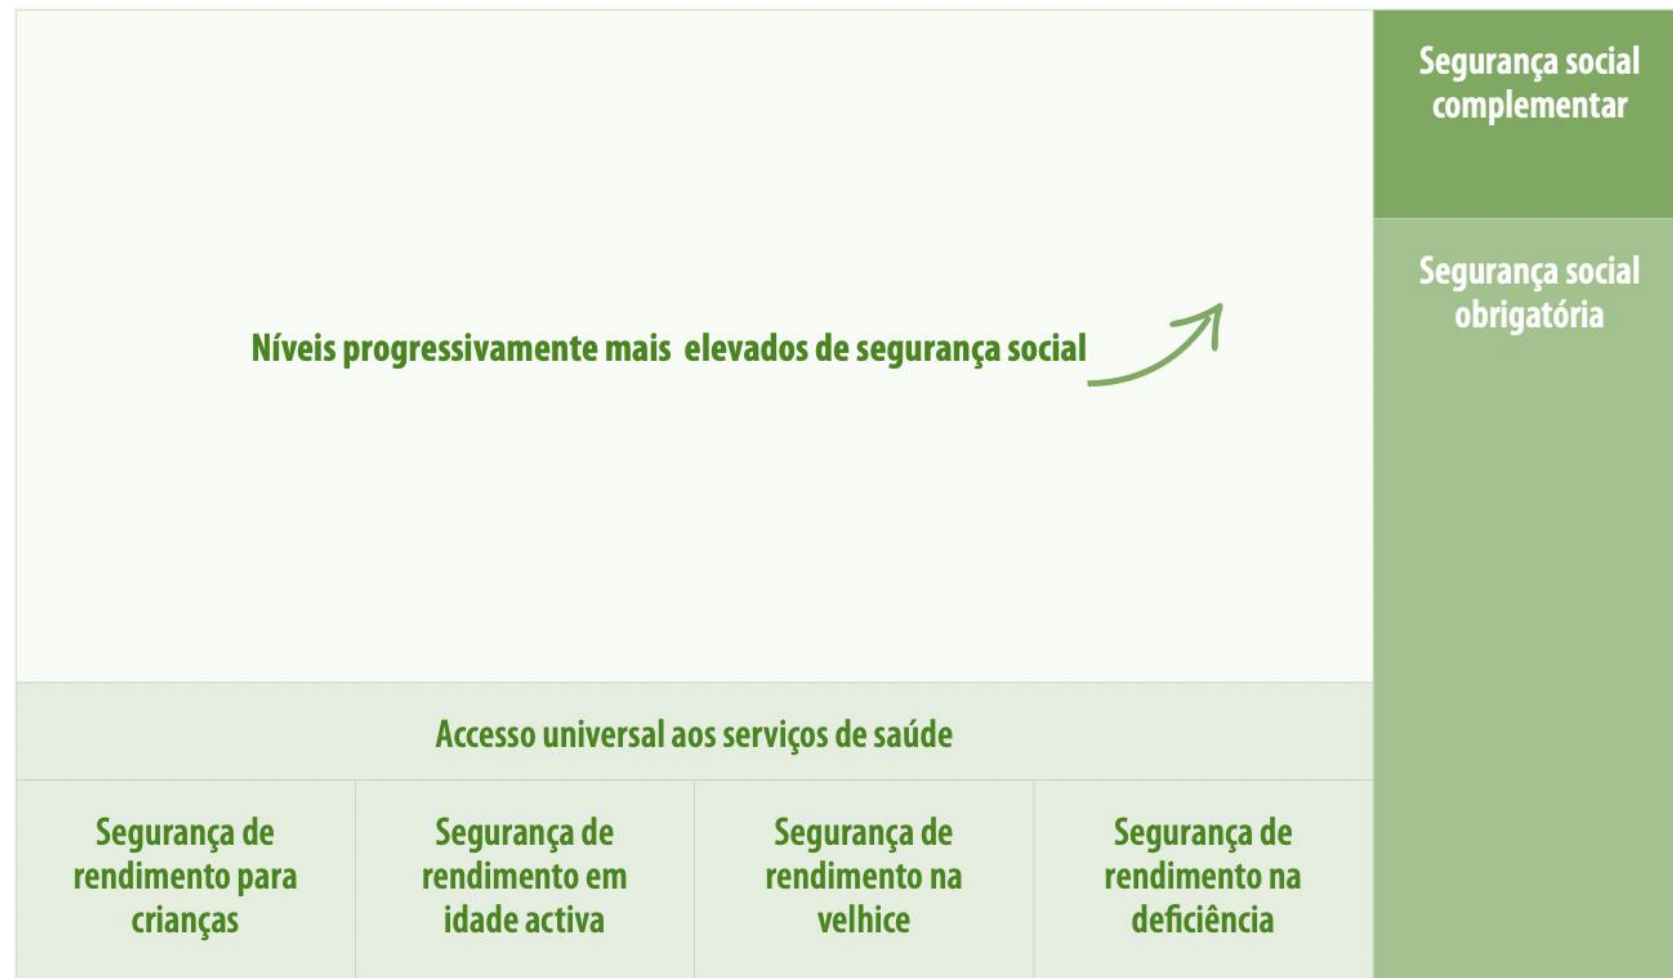 Segurança social
complementar
Segurança social
obrigatória
Níveis progressivamente mais elevados de segurança social
Accesso universal aos serviços de saúde
Segurança de
rendimento para
crianças
Segurança de
rendimento em
idade activa
Segurança de
rendimento na
velhice
Segurança de
rendimento na
deficiência